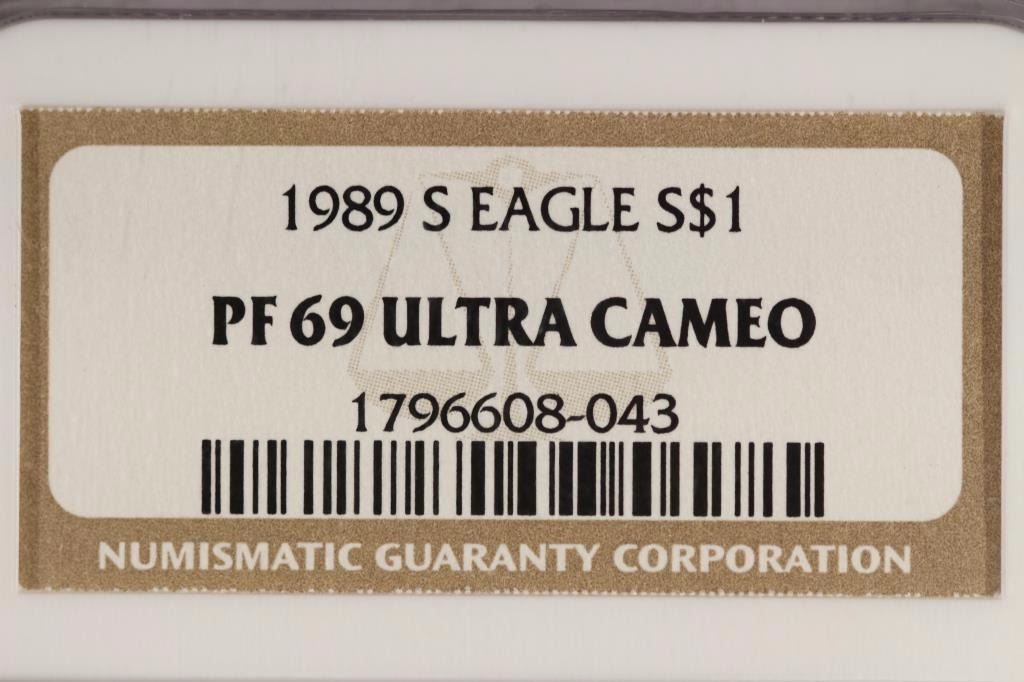 1989 S EAGLE S$1
PF 69 ULTRA CAMEO
1796608-043
NUMISMATIC GUARANTY CORPORATION